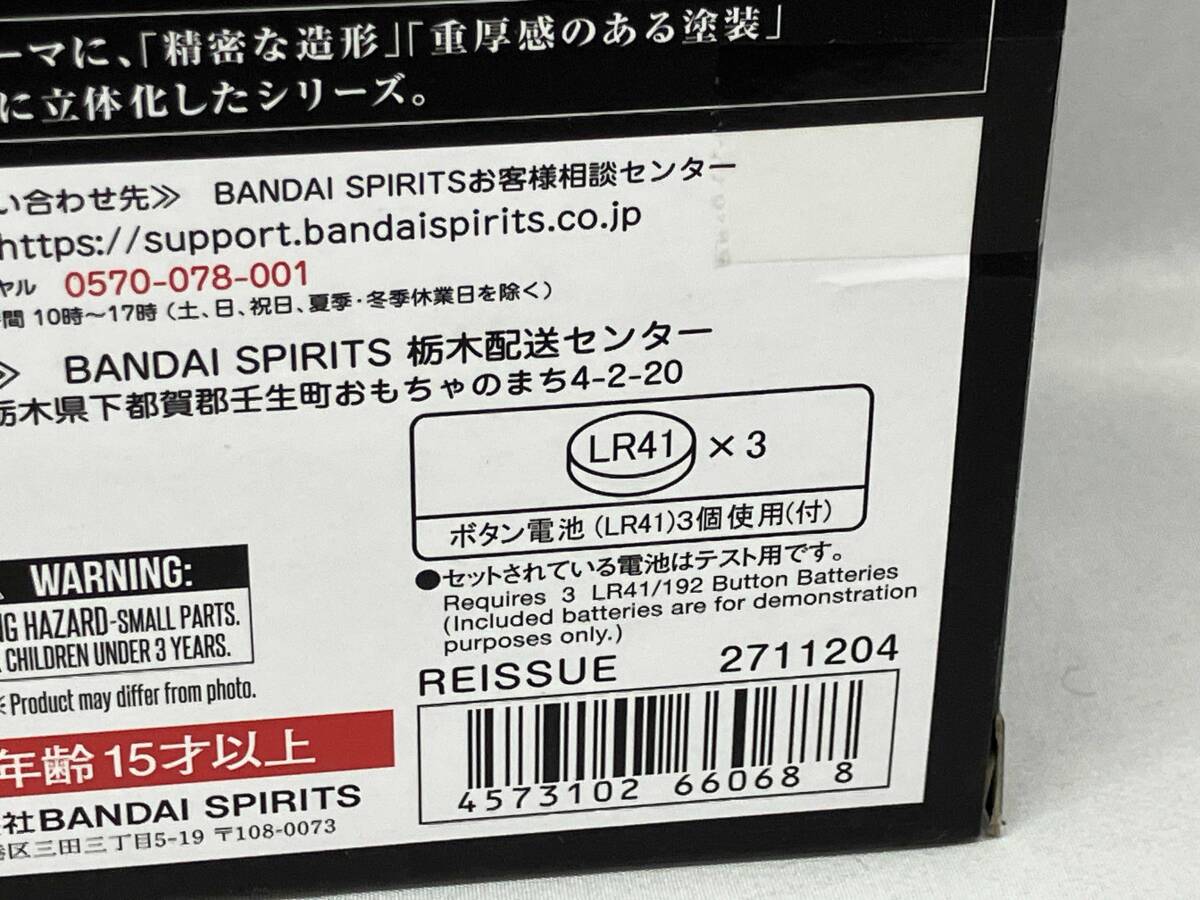 ーマに、「精密な造形」「重厚感のある塗装」
に立体化したシリーズ。
い合わせ先≫ BANDAI SPIRITSお客様相談センター
https://support.bandaispirits.co.jp
ヤル 0570-078-001
間 10時〜17時 (土、日、祝日、夏季・冬季休業日を除く)
≫ BANDAI SPIRITS 栃木配送センター
栃木県下都賀郡壬生町おもちゃのまち4-2-20
LR41 × 3
ボタン電池 (LR41)3個使用(付)
●セットされている電池はテスト用です。
Requires 3 LR41/192 Button Batteries
(Included batteries are for demonstration
purposes only.)
WARNING:
NG HAZARD-SMALL PARTS.
CHILDREN UNDER 3 YEARS.
※Product may differ from photo.
REISSUE 2711204
4573102 66068 8
年齢 15才以上
社BANDAI SPIRITS
港区三田三丁目5-19 〒108-0073